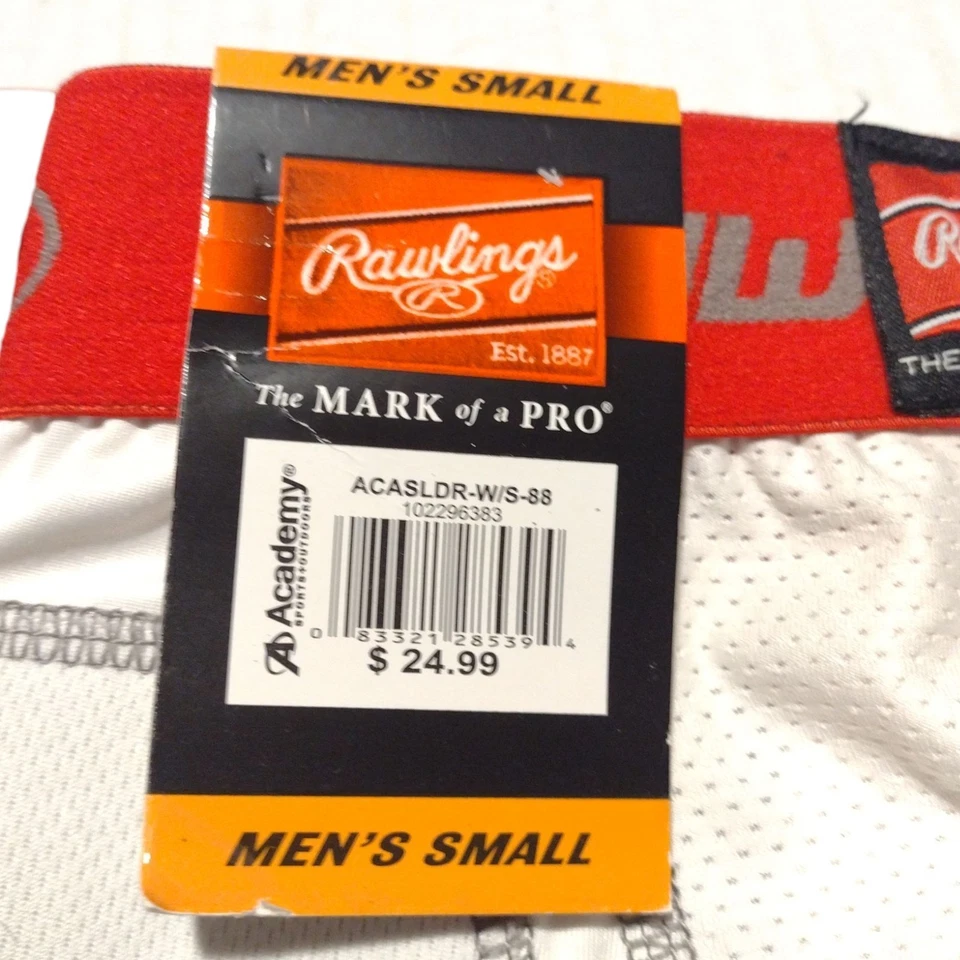 MEN'S SMALL
Rawlings®
R
Est. 1887
The MARK of a PRO®
ACASLDR-W/S-88
102296383
Academy®
SPORTS+OUTDOORS
A
0 83321 28539 4
$ 24.99
MEN'S SMALL
THE